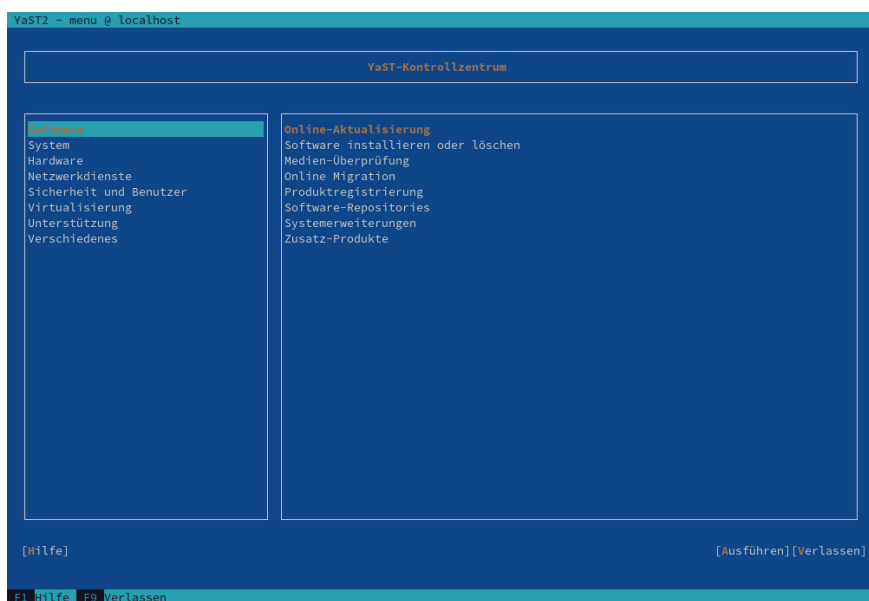 YaST2 - menu @ localhost
YaST-Kontrollzentrum
Software
System
Hardware
Netzwerkdienste
Sicherheit und Benutzer
Virtualisierung
Unterstützung
Verschiedenes
Online-Aktualisierung
Software installieren oder löschen
Medien-Überprüfung
Online Migration
Produktregistrierung
Software-Repositories
Systemerweiterungen
Zusatz-Produkte
[Hilfe]
[Ausführen][Verlassen]
F1 Hilfe F9 Verlassen